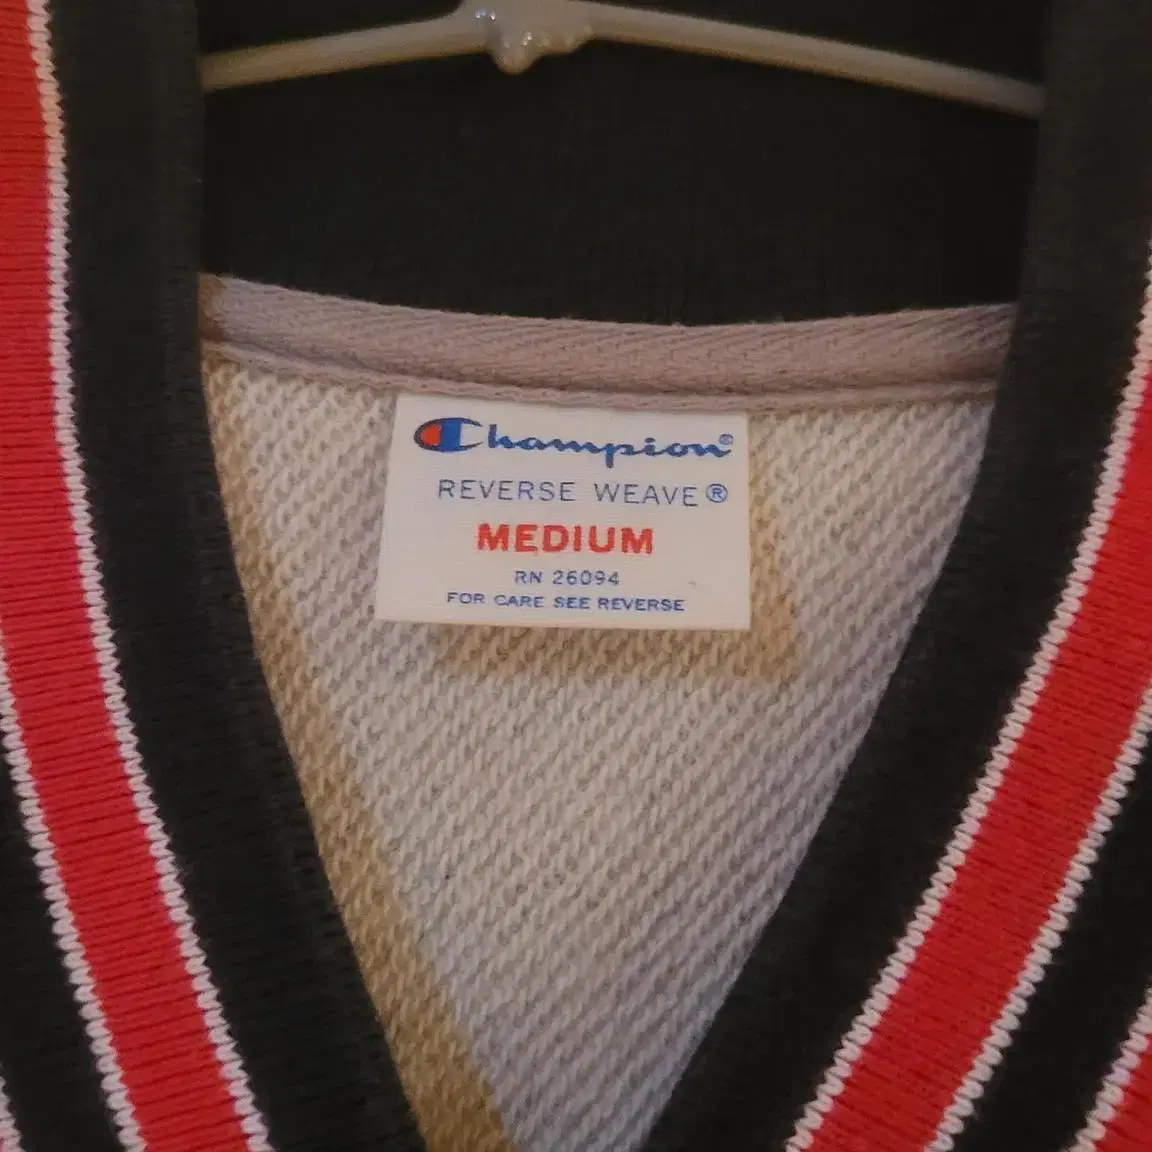 Champion®
REVERSE WEAVE®
MEDIUM
RN 26094
FOR CARE SEE REVERSE